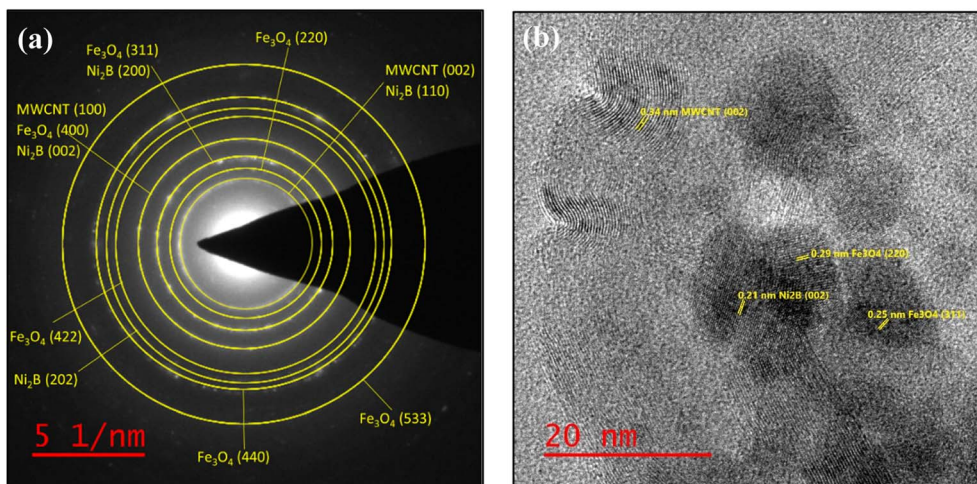 (a)
Fe₃O₄ (220)
Fe₃O₄ (311)
Ni₂B (200)
MWCNT (002)
Ni₂B (110)
MWCNT (100)
Fe₃O₄ (400)
Ni₂B (002)
Fe₃O₄ (422)
Ni₂B (202)
Fe₃O₄ (533)
Fe₃O₄ (440)
5 1/nm
(b)
0.34 nm MWCNT (002)
0.29 nm Fe3O4 (220)
0.21 nm Ni2B (002)
0.25 nm Fe3O4 (311)
20 nm